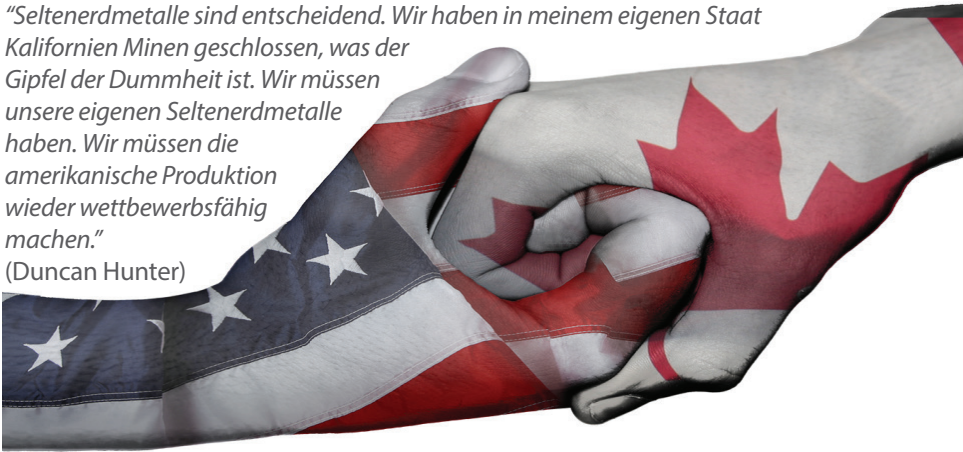 “Seltenerdmetalle sind entscheidend. Wir haben in meinem eigenen Staat
Kalifornien Minen geschlossen, was der
Gipfel der Dummheit ist. Wir müssen
unsere eigenen Seltenerdmetalle
haben. Wir müssen die
amerikanische Produktion
wieder wettbewerbsfähig
machen.”
(Duncan Hunter)